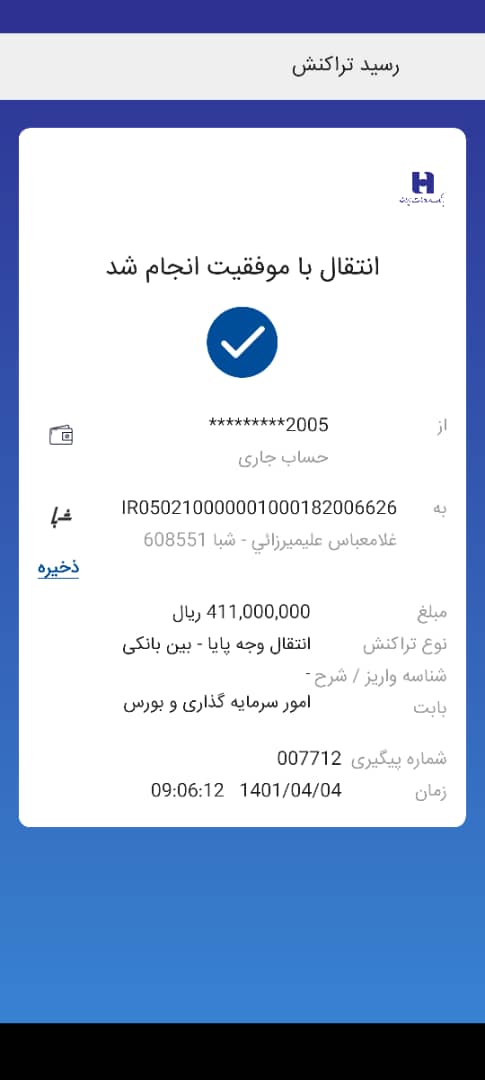 رسید تراکنش
بانک صادرات ایران
انتقال با موفقیت انجام شد
از *********2005
حساب جاری
به IR050210000001000182006626
شبا
غلامعباس علیمیرزائي - شبا 608551
ذخیره
مبلغ 411,000,000 ریال
نوع تراکنش انتقال وجه پایا - بین بانکی
شناسه واریز / شرح -
بابت امور سرمایه گذاری و بورس
شماره پیگیری 007712
زمان 1401/04/04 09:06:12